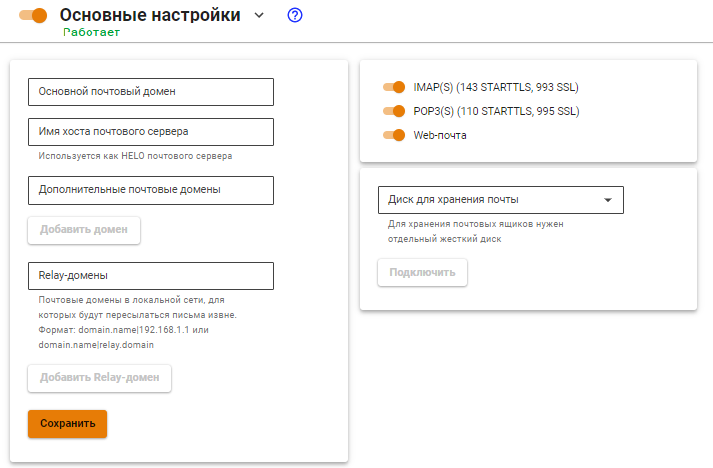 Основные настройки
Работает
Основной почтовый домен
Имя хоста почтового сервера
Используется как HELO почтового сервера
Дополнительные почтовые домены
Добавить домен
Relay-домены
Почтовые домены в локальной сети, для
которых будут пересылаться письма извне.
Формат: domain.name|192.168.1.1 или
domain.name|relay.domain
Добавить Relay-домен
Сохранить
IMAP(S) (143 STARTTLS, 993 SSL)
POP3(S) (110 STARTTLS, 995 SSL)
Web-почта
Диск для хранения почты
Для хранения почтовых ящиков нужен
отдельный жесткий диск
Подключить